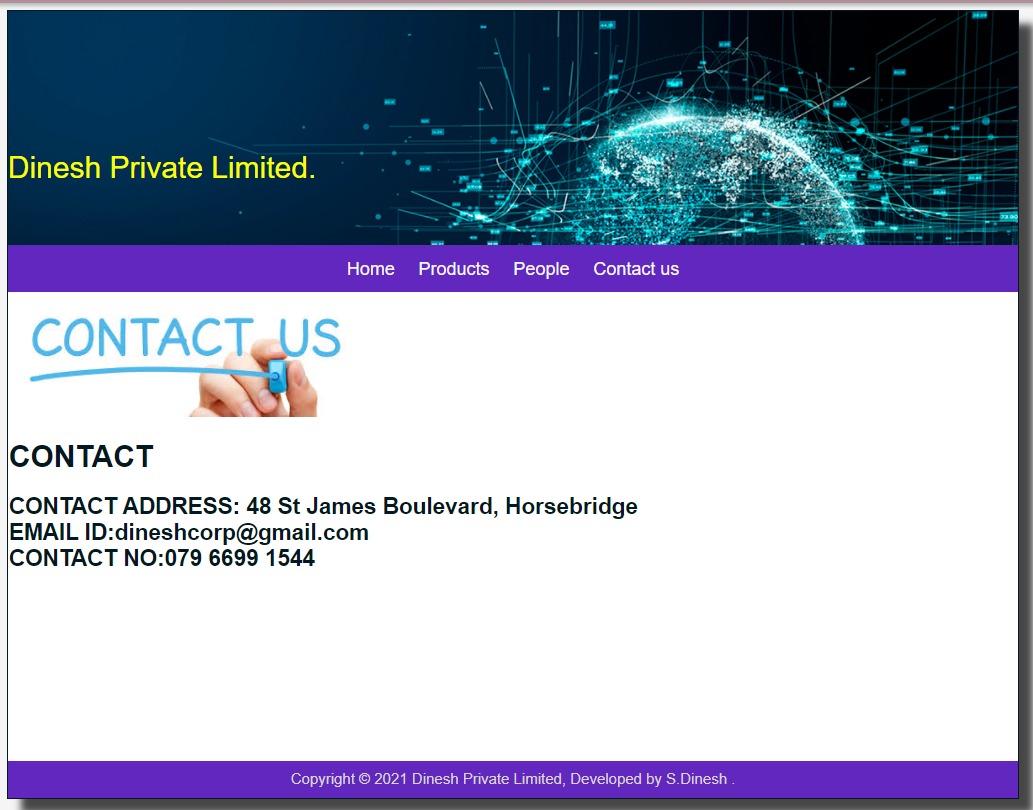 Dinesh Private Limited.
Home Products People Contact us
CONTACT US
CONTACT
CONTACT ADDRESS: 48 St James Boulevard, Horsebridge
EMAIL ID:dineshcorp@gmail.com
CONTACT NO:079 6699 1544
Copyright © 2021 Dinesh Private Limited, Developed by S.Dinesh .